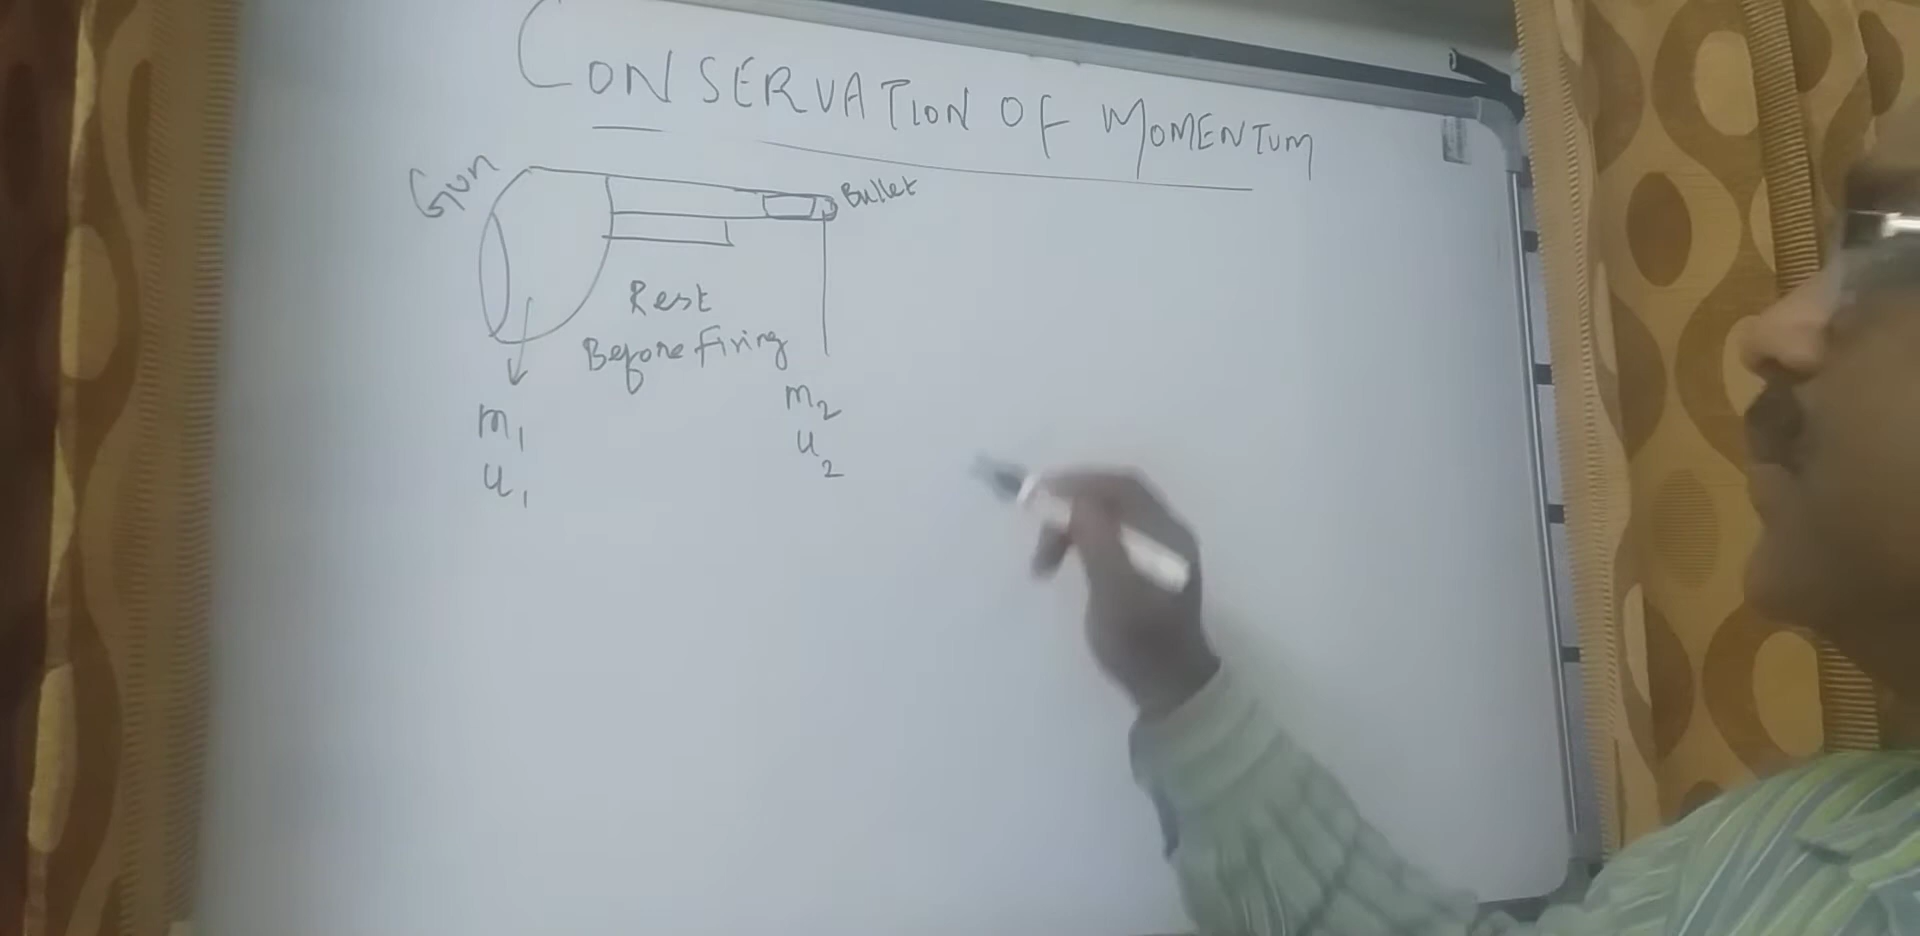 CONSERVATION OF MOMENTUM
Gun
Bullet
Rest
Before Firing
m1
u1
m2
u2